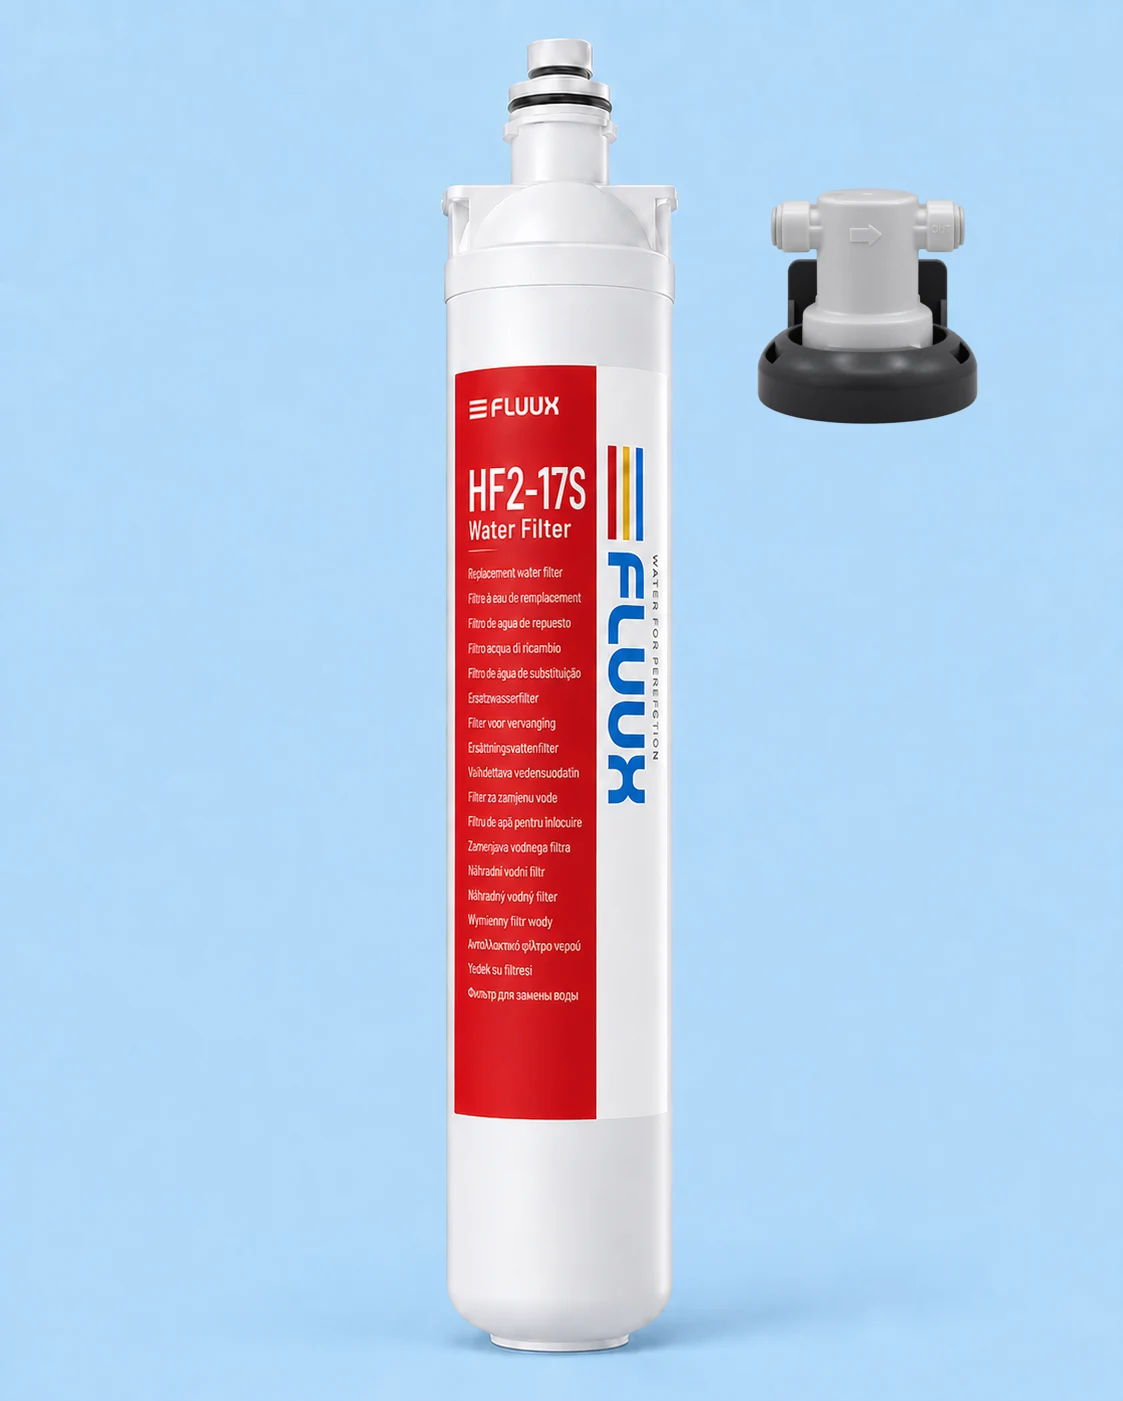 FLUUX
HF2-17S
Water Filter
Replacement water filter
Filtre à eau de remplacement
Filtro de agua de repuesto
Filtro acqua di ricambio
Filtro de água de substituição
Ersatzwasserfilter
Filter voor vervanging
Ersättningsvattenfilter
Vaihdettava vedensuodatin
Filter za zamjenu vode
Filtru de apă pentru inlocuire
Zamenjava vodnega filtra
Náhradní vodni filtr
Náhradný vodný filter
Wymienny filtr wody
Ανταλλακτικό φίλτρο νερού
Yedek su filtresi
Фильтр для замены воды
FLUUX
WATER FOR PEREFCTION